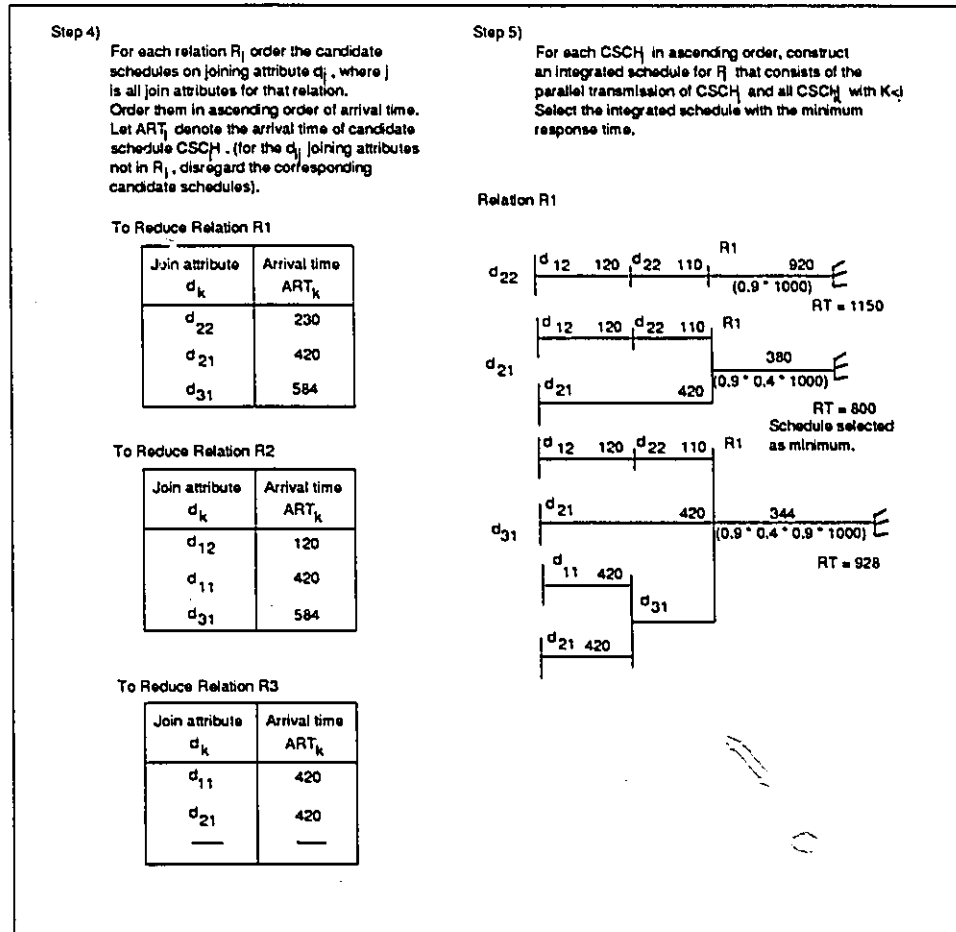 Step 4)
For each relation Ri order the candidate
schedules on joining attribute dij, where j
is all join attributes for that relation.
Order them in ascending order of arrival time.
Let ARTl denote the arrival time of candidate
schedule CSCHl. (for the dij joining attributes
not in Ri, disregard the corresponding
candidate schedules).
To Reduce Relation R1
Join attribute dk Arrival time ARTk
d22 230
d21 420
d31 584
To Reduce Relation R2
Join attribute dk Arrival time ARTk
d12 120
d11 420
d31 584
To Reduce Relation R3
Join attribute dk Arrival time ARTk
d11 420
d21 420
— —
Step 5)
For each CSCHl in ascending order, construct
an integrated schedule for Ri that consists of the
parallel transmission of CSCHl and all CSCHk with K<l
Select the integrated schedule with the minimum
response time.
Relation R1
d22 d12 120 d22 110 R1 920
(0.9 * 1000)
RT = 1150
d12 120 d22 110 R1
d21 380
(0.9 * 0.4 * 1000)
d21 420
RT = 800
Schedule selected
as minimum.
d12 120 d22 110 R1
d21 420 344
d31 (0.9 * 0.4 * 0.9 * 1000)
RT = 928
d11 420
d31
d21 420